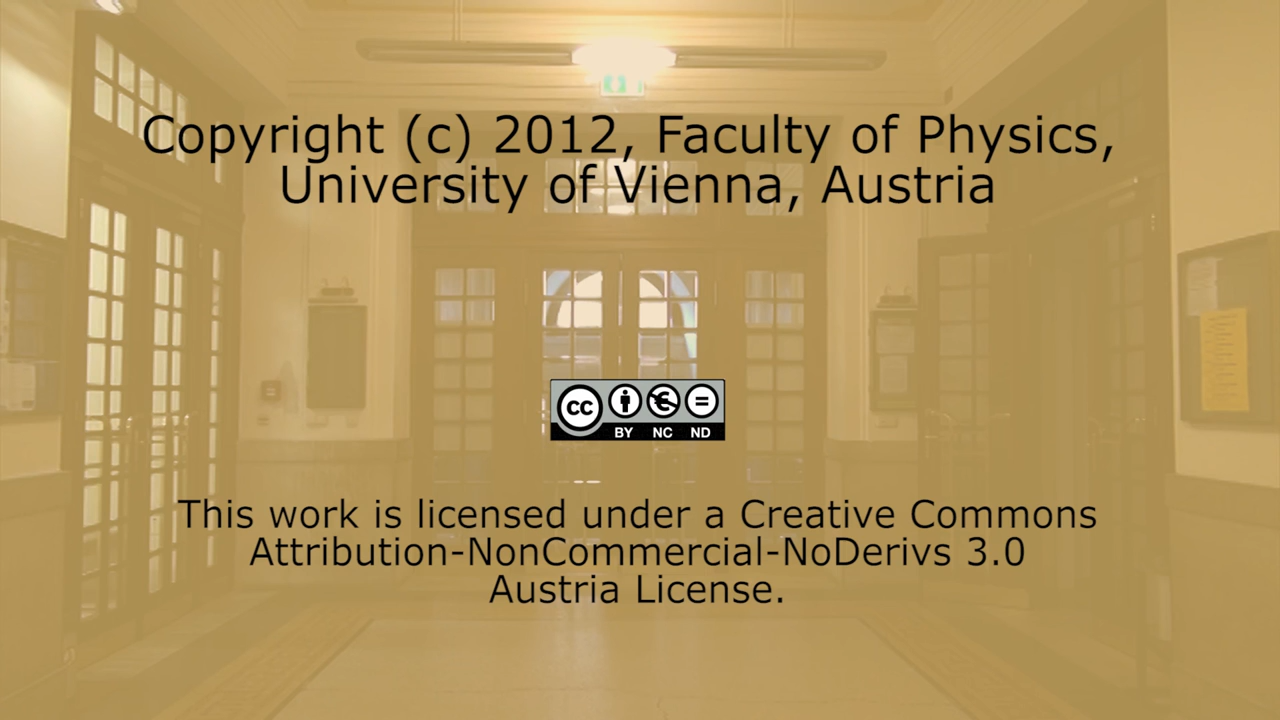 Copyright (c) 2012, Faculty of Physics,
University of Vienna, Austria
cc
BY NC ND
This work is licensed under a Creative Commons
Attribution-NonCommercial-NoDerivs 3.0
Austria License.